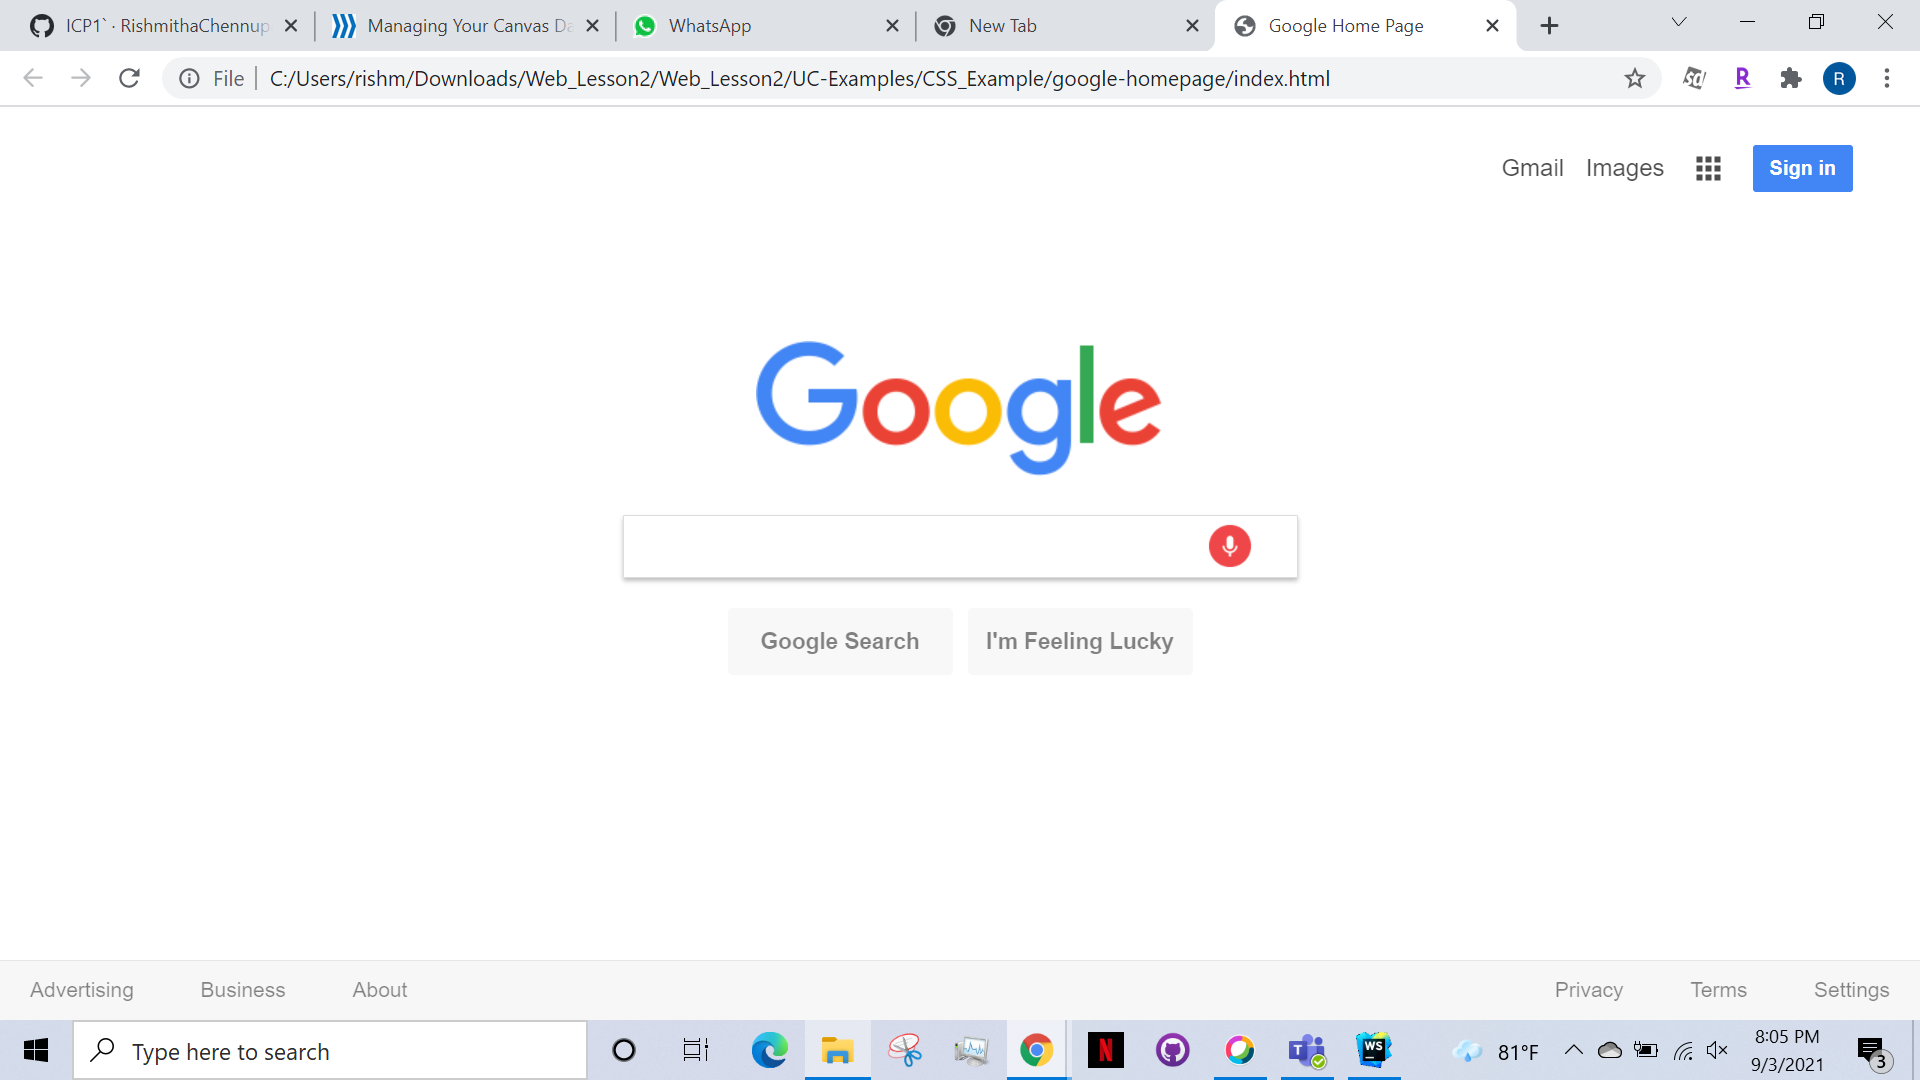 ICP1` · RishmithaChennup
Managing Your Canvas Da
WhatsApp
New Tab
Google Home Page
File
C:/Users/rishm/Downloads/Web_Lesson2/Web_Lesson2/UC-Examples/CSS_Example/google-homepage/index.html
R
R
Gmail Images Sign in
Google
Google Search I'm Feeling Lucky
Advertising Business About Privacy Terms Settings
Type here to search
N
T
WS
81°F
8:05 PM
9/3/2021
3